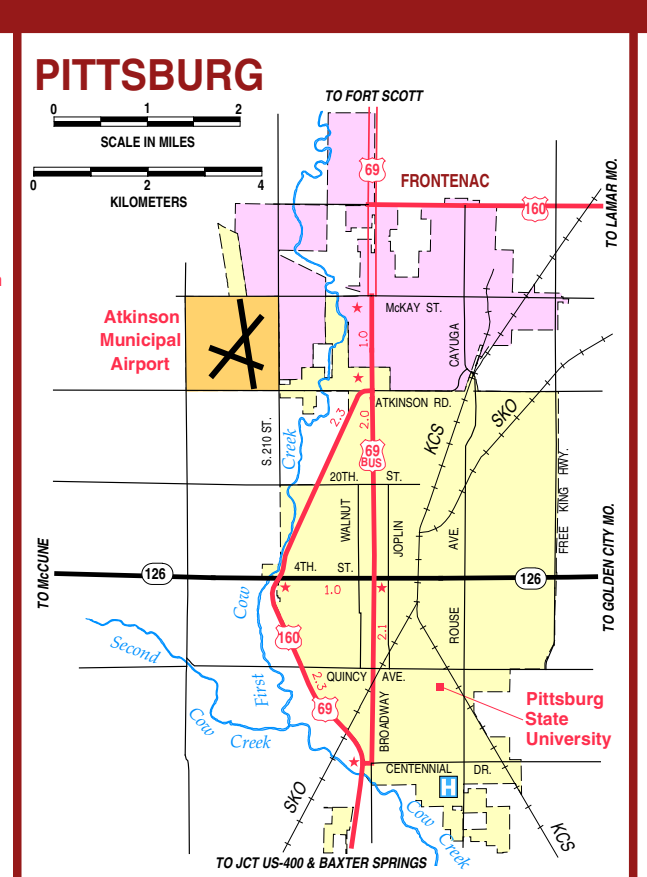 PITTSBURG
0 1 2
SCALE IN MILES
0 2 4
KILOMETERS
TO FORT SCOTT
69
FRONTENAC
160
TO LAMAR MO.
Atkinson
Municipal
Airport
McKAY ST.
1.0
CAYUGA
ATKINSON RD.
2.3
2.0
S. 210 ST.
Creek
KCS
SKO
69
BUS
20TH. ST.
WALNUT
JOPLIN
AVE.
FREE KING HWY.
TO McCUNE
126
4TH. ST.
126
TO GOLDEN CITY MO.
1.0
Cow
160
2.1
ROUSE
Second
QUINCY AVE.
First
2.3
69
BROADWAY
Pittsburg
State
University
Cow
Creek
CENTENNIAL DR.
H
SKO
Cow
Creek
KCS
TO JCT US-400 & BAXTER SPRINGS